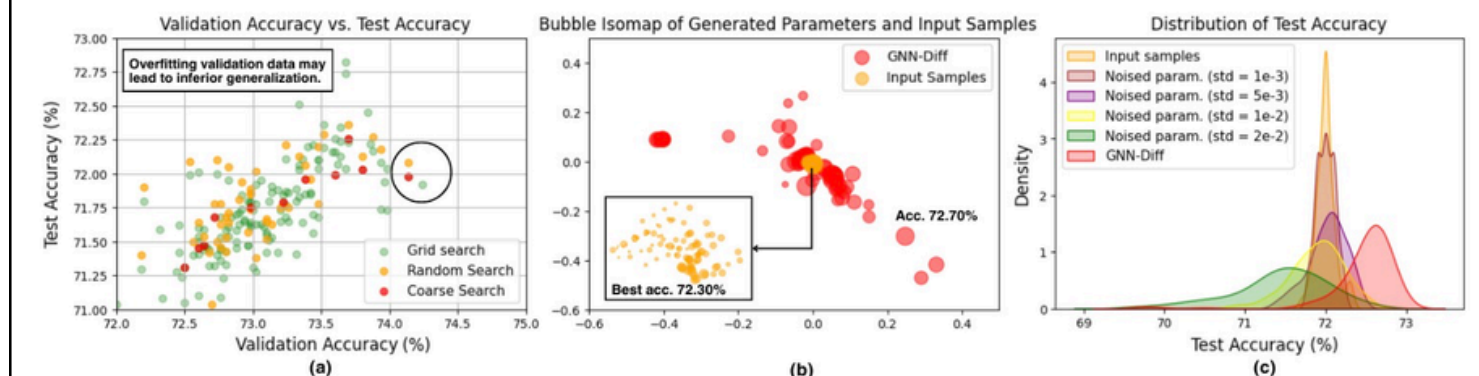 Validation Accuracy vs. Test Accuracy
73.00
72.75
72.50
72.25
72.00
71.75
71.50
71.25
71.00
Test Accuracy (%)
Overfitting validation data may
lead to inferior generalization.
Grid search
Random Search
Coarse Search
72.0 72.5 73.0 73.5 74.0 74.5 75.0
Validation Accuracy (%)
(a)
Bubble Isomap of Generated Parameters and Input Samples
GNN-Diff
Input Samples
0.4
0.2
0.0
−0.2
−0.4
−0.6
Acc. 72.70%
Best acc. 72.30%
−0.6 −0.4 −0.2 0.0 0.2 0.4
(b)
Distribution of Test Accuracy
Input samples
Noised param. (std = 1e-3)
Noised param. (std = 5e-3)
Noised param. (std = 1e-2)
Noised param. (std = 2e-2)
GNN-Diff
4
3
2
1
0
Density
69 70 71 72 73
Test Accuracy (%)
(c)